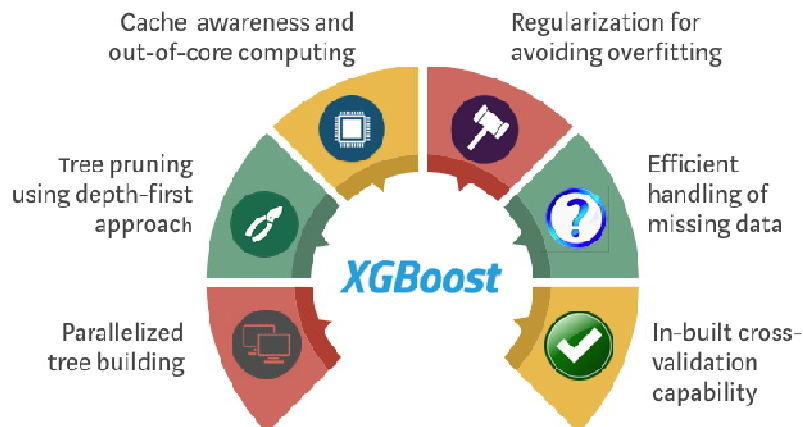 Cache awareness and
out-of-core computing
Regularization for
avoiding overfitting
Tree pruning
using depth-first
approach
Efficient
handling of
missing data
?
XGBoost
Parallelized
tree building
In-built cross-
validation
capability